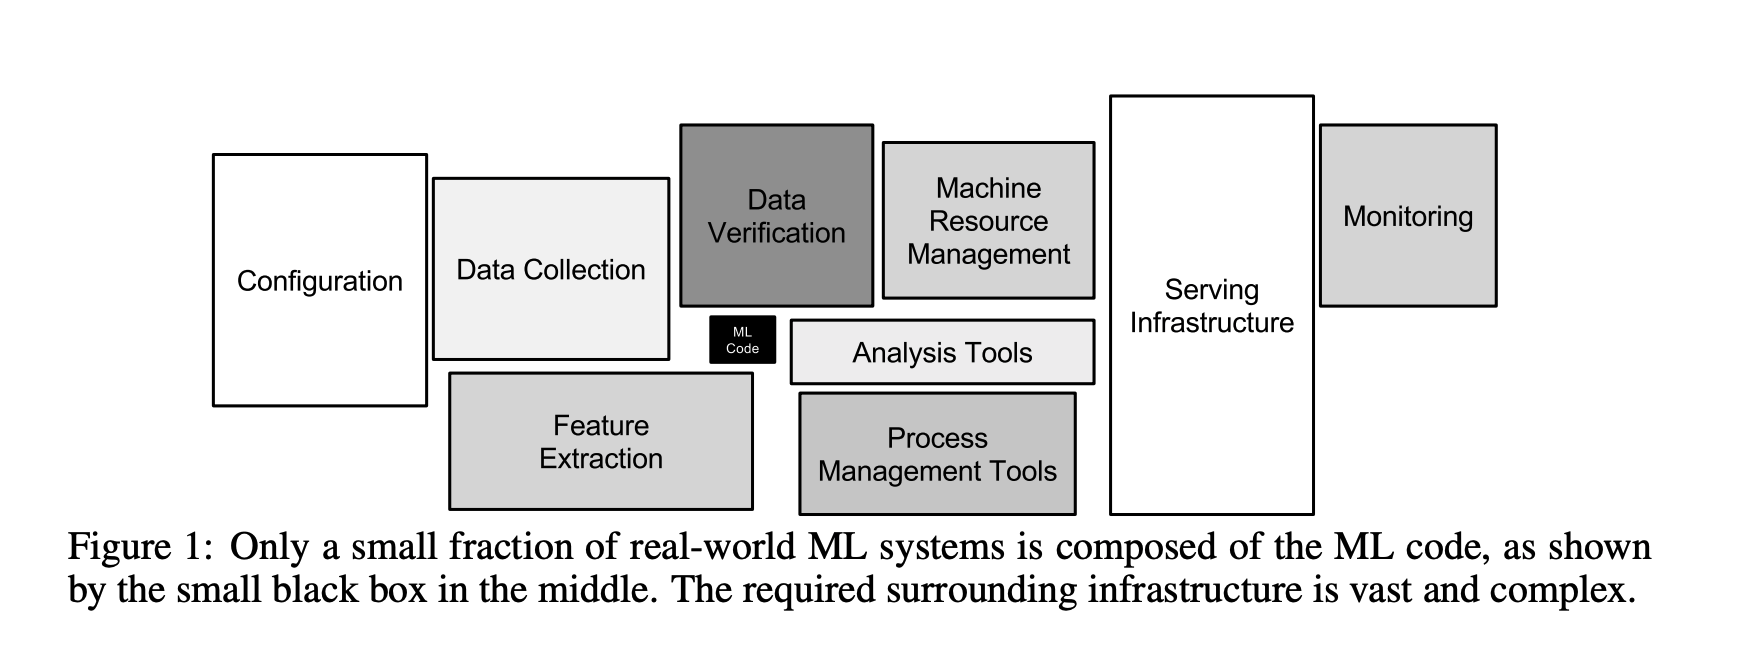 Configuration
Data Collection
Data
Verification
Machine
Resource
Management
Serving
Infrastructure
Monitoring
ML
Code
Analysis Tools
Feature
Extraction
Process
Management Tools
Figure 1: Only a small fraction of real-world ML systems is composed of the ML code, as shown
by the small black box in the middle. The required surrounding infrastructure is vast and complex.